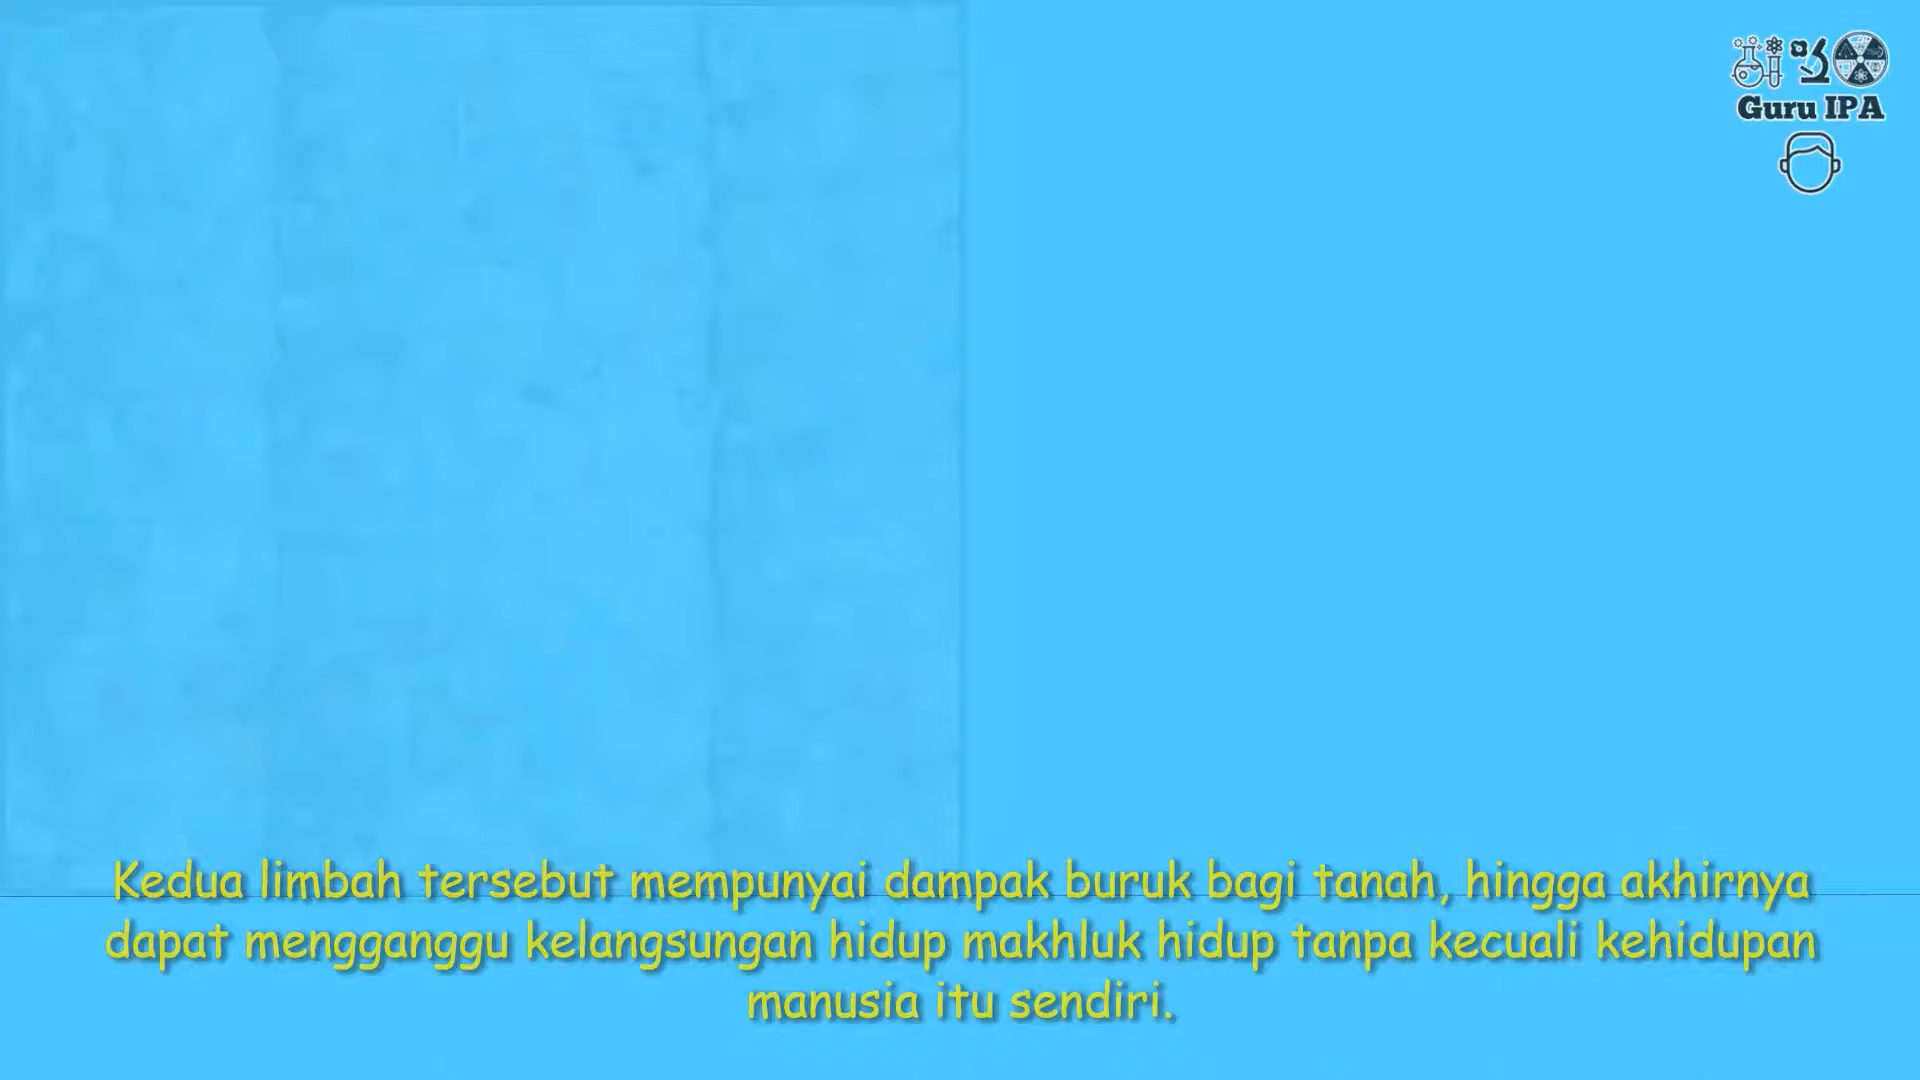 Guru IPA
Kedua limbah tersebut mempunyai dampak buruk bagi tanah, hingga akhirnya
dapat mengganggu kelangsungan hidup makhluk hidup tanpa kecuali kehidupan
manusia itu sendiri.